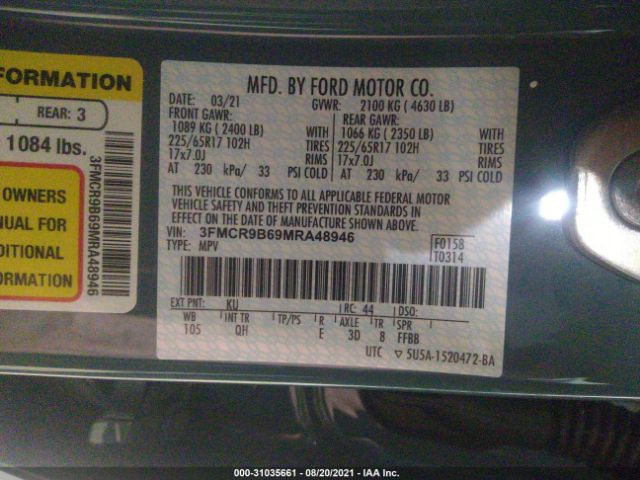 FORMATION
REAR: 3
1084 lbs.
OWNERS
NUAL FOR
DITIONAL
ORMATION
3FMCR9B69MRA48946
MFD. BY FORD MOTOR CO.
DATE: 03/21 GVWR: 2100 KG (4630 LB)
FRONT GAWR: REAR GAWR:
1089 KG (2400 LB) WITH 1066 KG (2350 LB) WITH
225/65R17 102H TIRES 225/65R17 102H TIRES
17x7.0J RIMS 17x7.0J RIMS
AT 230 kPa/ 33 PSI COLD AT 230 kPa/ 33 PSI COLD
THIS VEHICLE CONFORMS TO ALL APPLICABLE FEDERAL MOTOR
VEHICLE SAFETY AND THEFT PREVENTION STANDARDS IN
EFFECT ON THE DATE OF MANUFACTURE SHOWN ABOVE.
VIN: 3FMCR9B69MRA48946 F0158
TYPE: MPV T0314
EXT PNT: KU RC: 44 DSO:
WB INT TR TP/PS R AXLE TR SPR
105 QH E 3D 8 FFBB
UTC ▽ 5U5A-1520472-BA
000-31035661 - 08/20/2021 - IAA Inc.